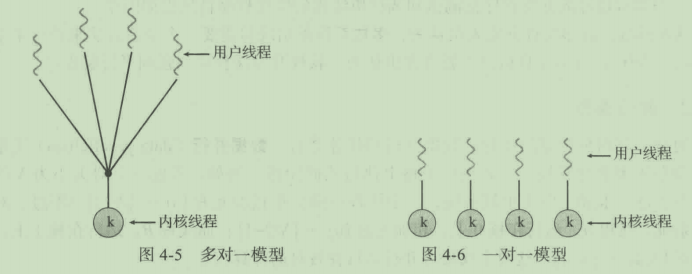 用户线程
k
内核线程
图 4-5 多对一模型
用户线程
k k k k
内核线程
图 4-6 一对一模型